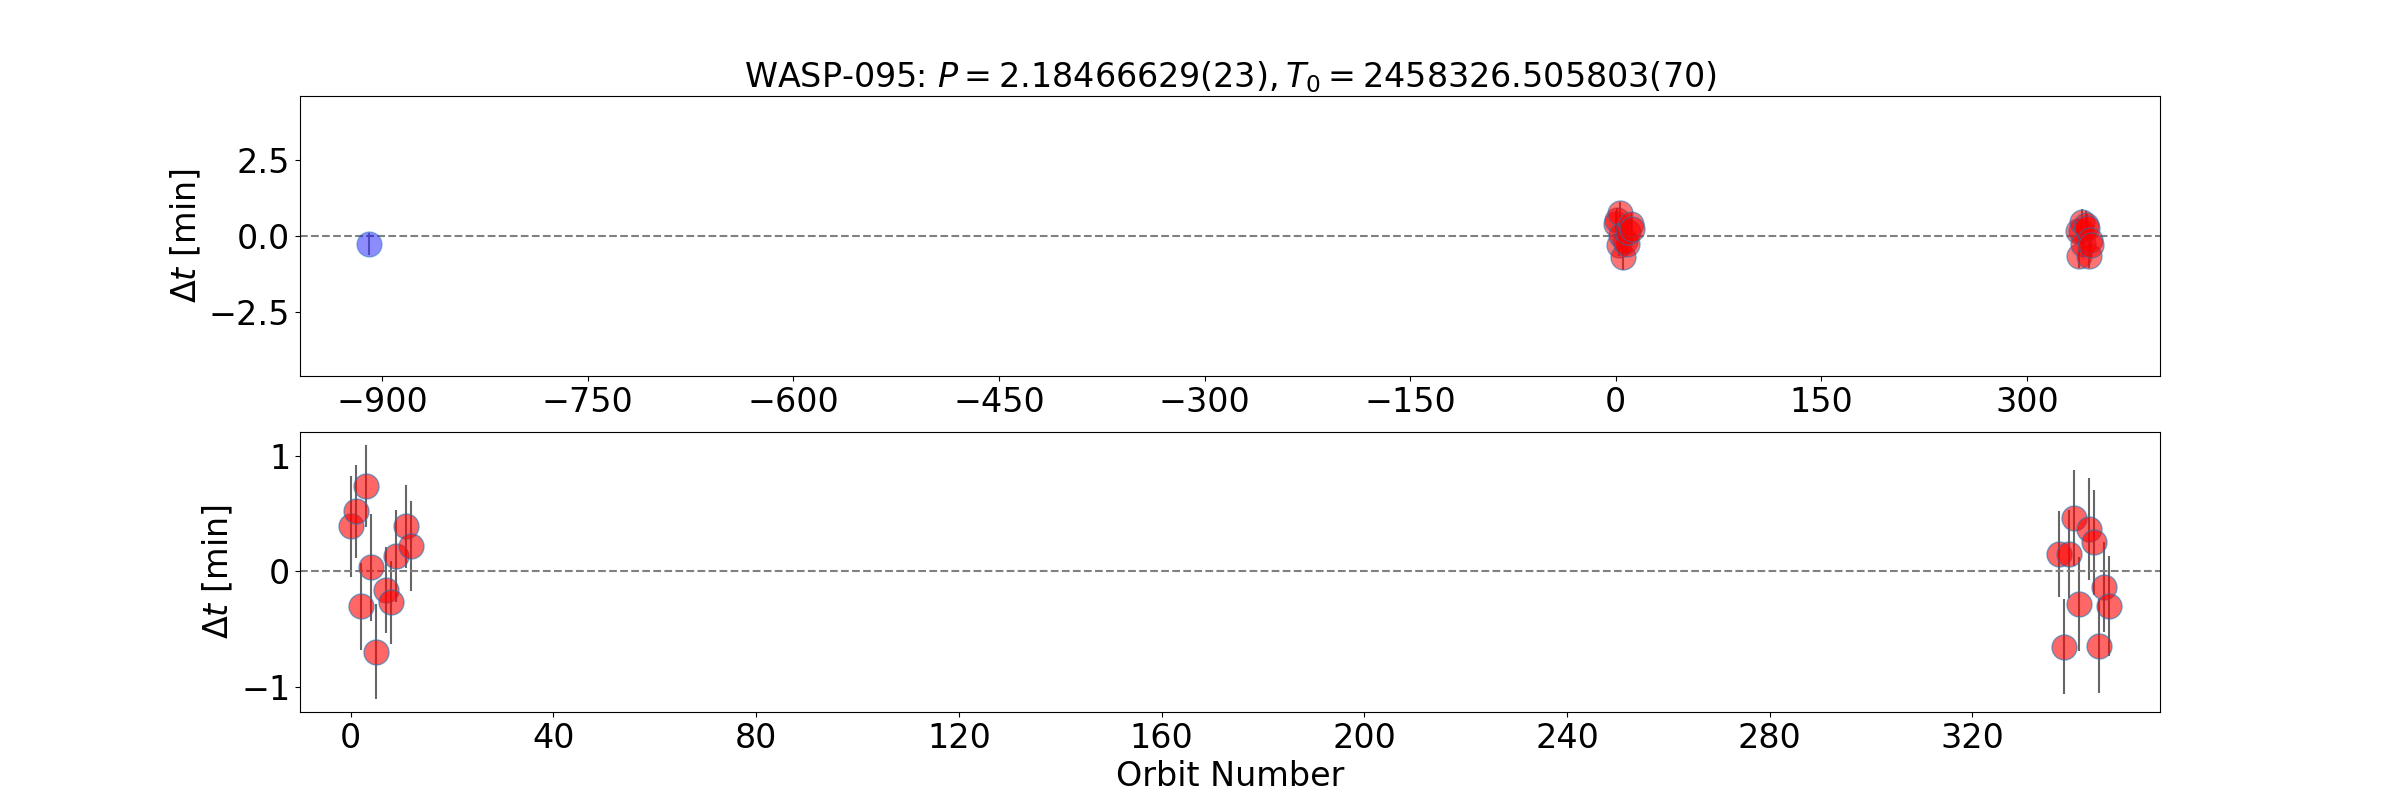 WASP-095: P = 2.18466629(23), T₀ = 2458326.505803(70)
Δt [min]
2.5
0.0
−2.5
−900 −750 −600 −450 −300 −150 0 150 300
Δt [min]
1
0
−1
0 40 80 120 160 200 240 280 320
Orbit Number